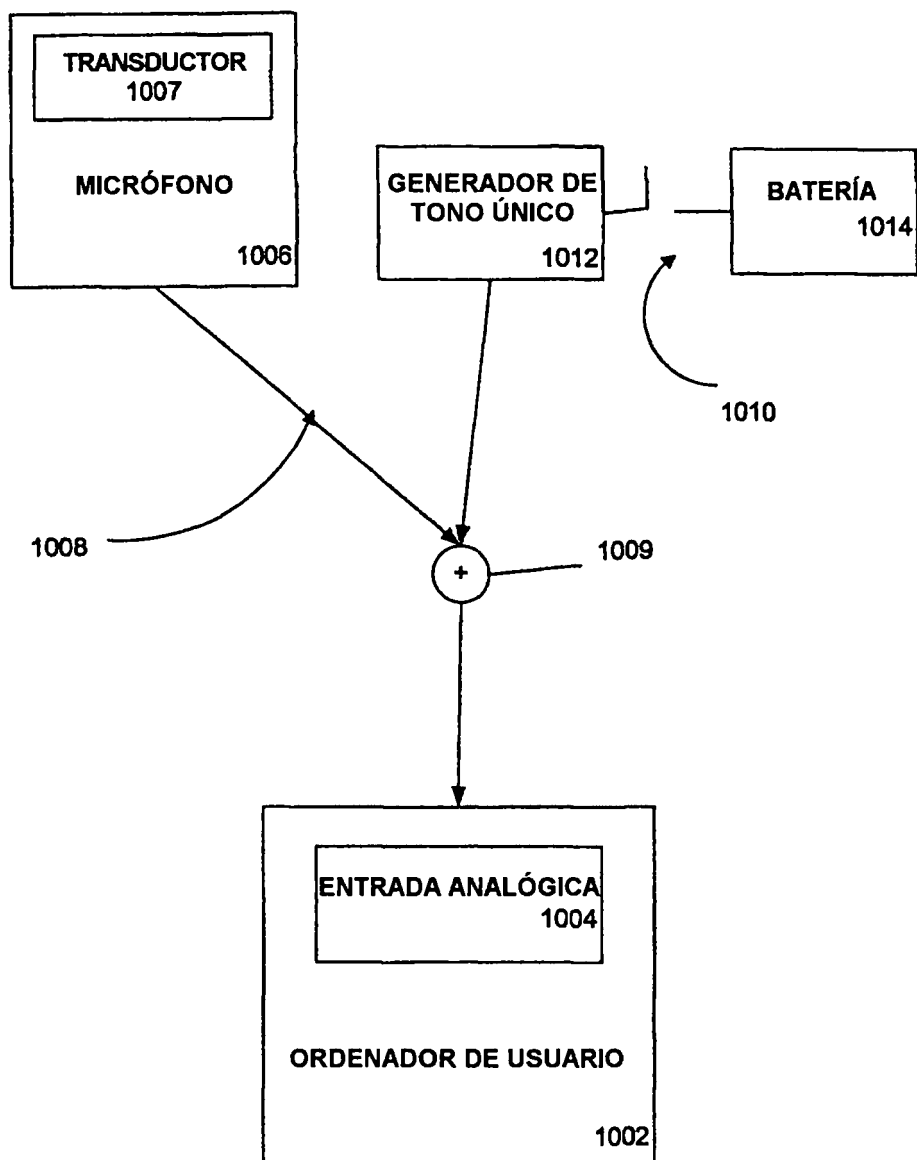 TRANSDUCTOR
1007
MICRÓFONO
1006
GENERADOR DE
TONO ÚNICO
1012
BATERÍA
1014
1010
1008
1009
+
ENTRADA ANALÓGICA
1004
ORDENADOR DE USUARIO
1002